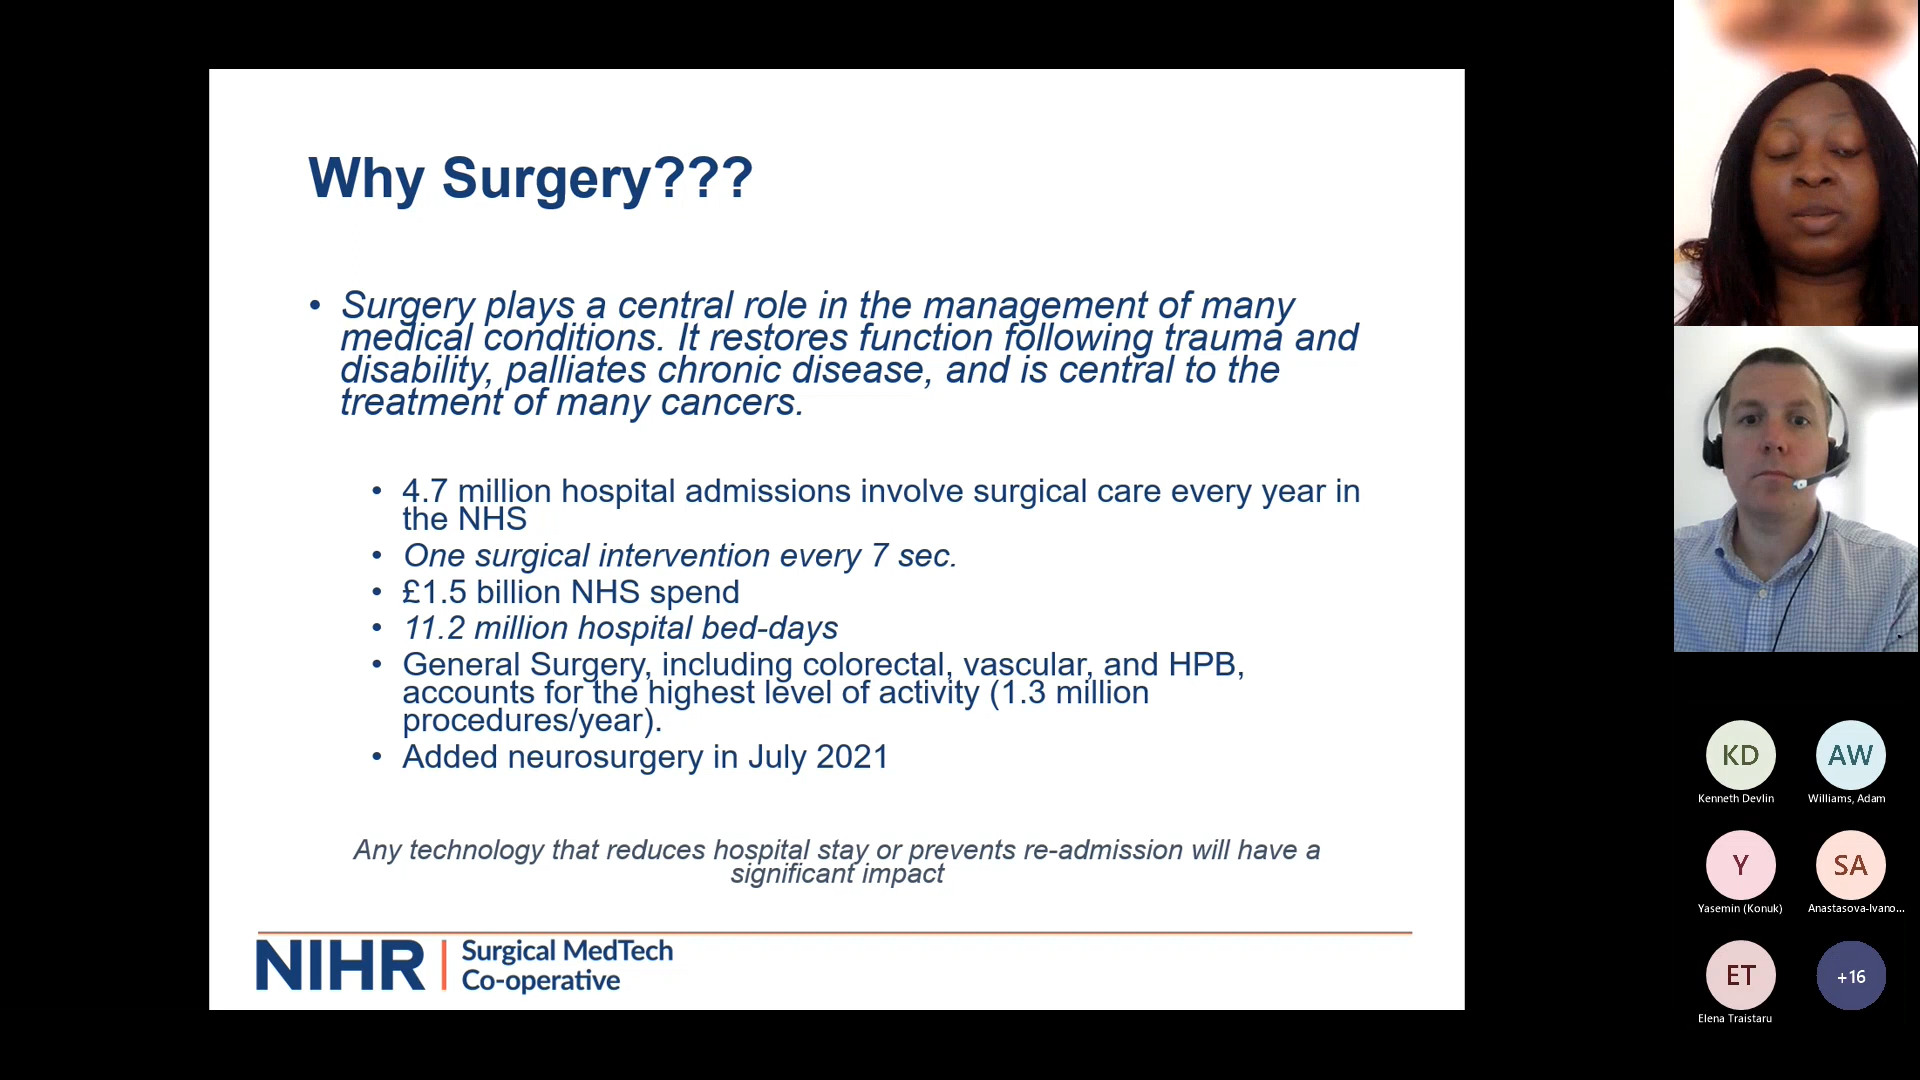 Why Surgery???
• Surgery plays a central role in the management of many
medical conditions. It restores function following trauma and
disability, palliates chronic disease, and is central to the
treatment of many cancers.
• 4.7 million hospital admissions involve surgical care every year in
the NHS
• One surgical intervention every 7 sec.
• £1.5 billion NHS spend
• 11.2 million hospital bed-days
• General Surgery, including colorectal, vascular, and HPB,
accounts for the highest level of activity (1.3 million
procedures/year).
• Added neurosurgery in July 2021
Any technology that reduces hospital stay or prevents re-admission will have a
significant impact
NIHR | Surgical MedTech
Co-operative
KD
Kenneth Devlin
AW
Williams, Adam
Y
Yasemin (Konuk)
SA
Anastasova-Ivano...
ET
Elena Traistaru
+16